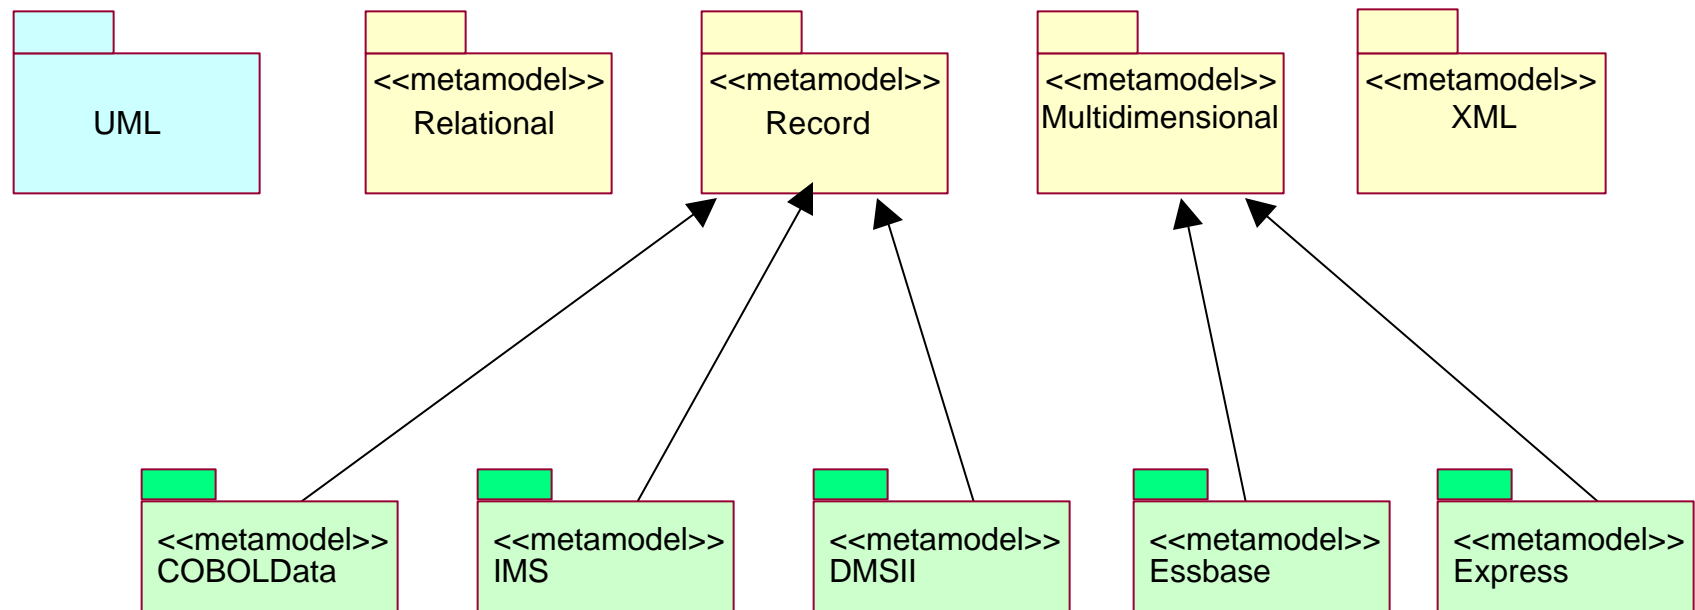 UML
<<metamodel>>
Relational
<<metamodel>>
Record
<<metamodel>>
Multidimensional
<<metamodel>>
XML
<<metamodel>>
COBOLData
<<metamodel>>
IMS
<<metamodel>>
DMSII
<<metamodel>>
Essbase
<<metamodel>>
Express